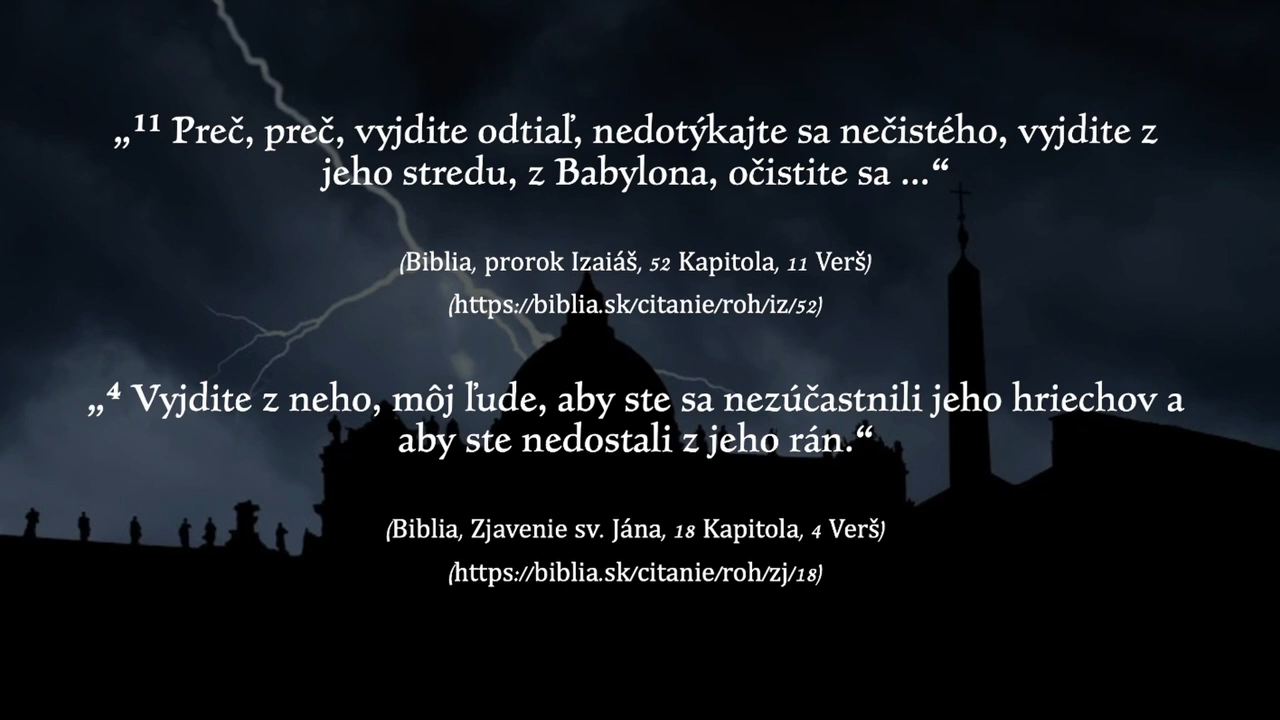 „¹¹ Preč, preč, vyjdite odtiaľ, nedotýkajte sa nečistého, vyjdite z
jeho stredu, z Babylona, očistite sa ...“
(Biblia, prorok Izaiáš, 52 Kapitola, 11 Verš)
(https://biblia.sk/citanie/roh/iz/52)
„⁴ Vyjdite z neho, môj ľude, aby ste sa nezúčastnili jeho hriechov a
aby ste nedostali z jeho rán.“
(Biblia, Zjavenie sv. Jána, 18 Kapitola, 4 Verš)
(https://biblia.sk/citanie/roh/zj/18)